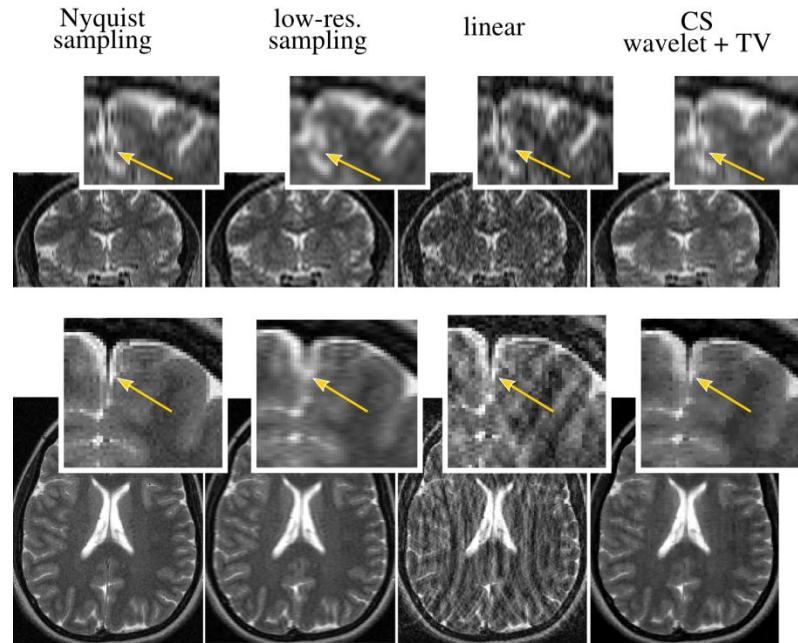 Nyquist
sampling
low-res.
sampling
linear
CS
wavelet + TV